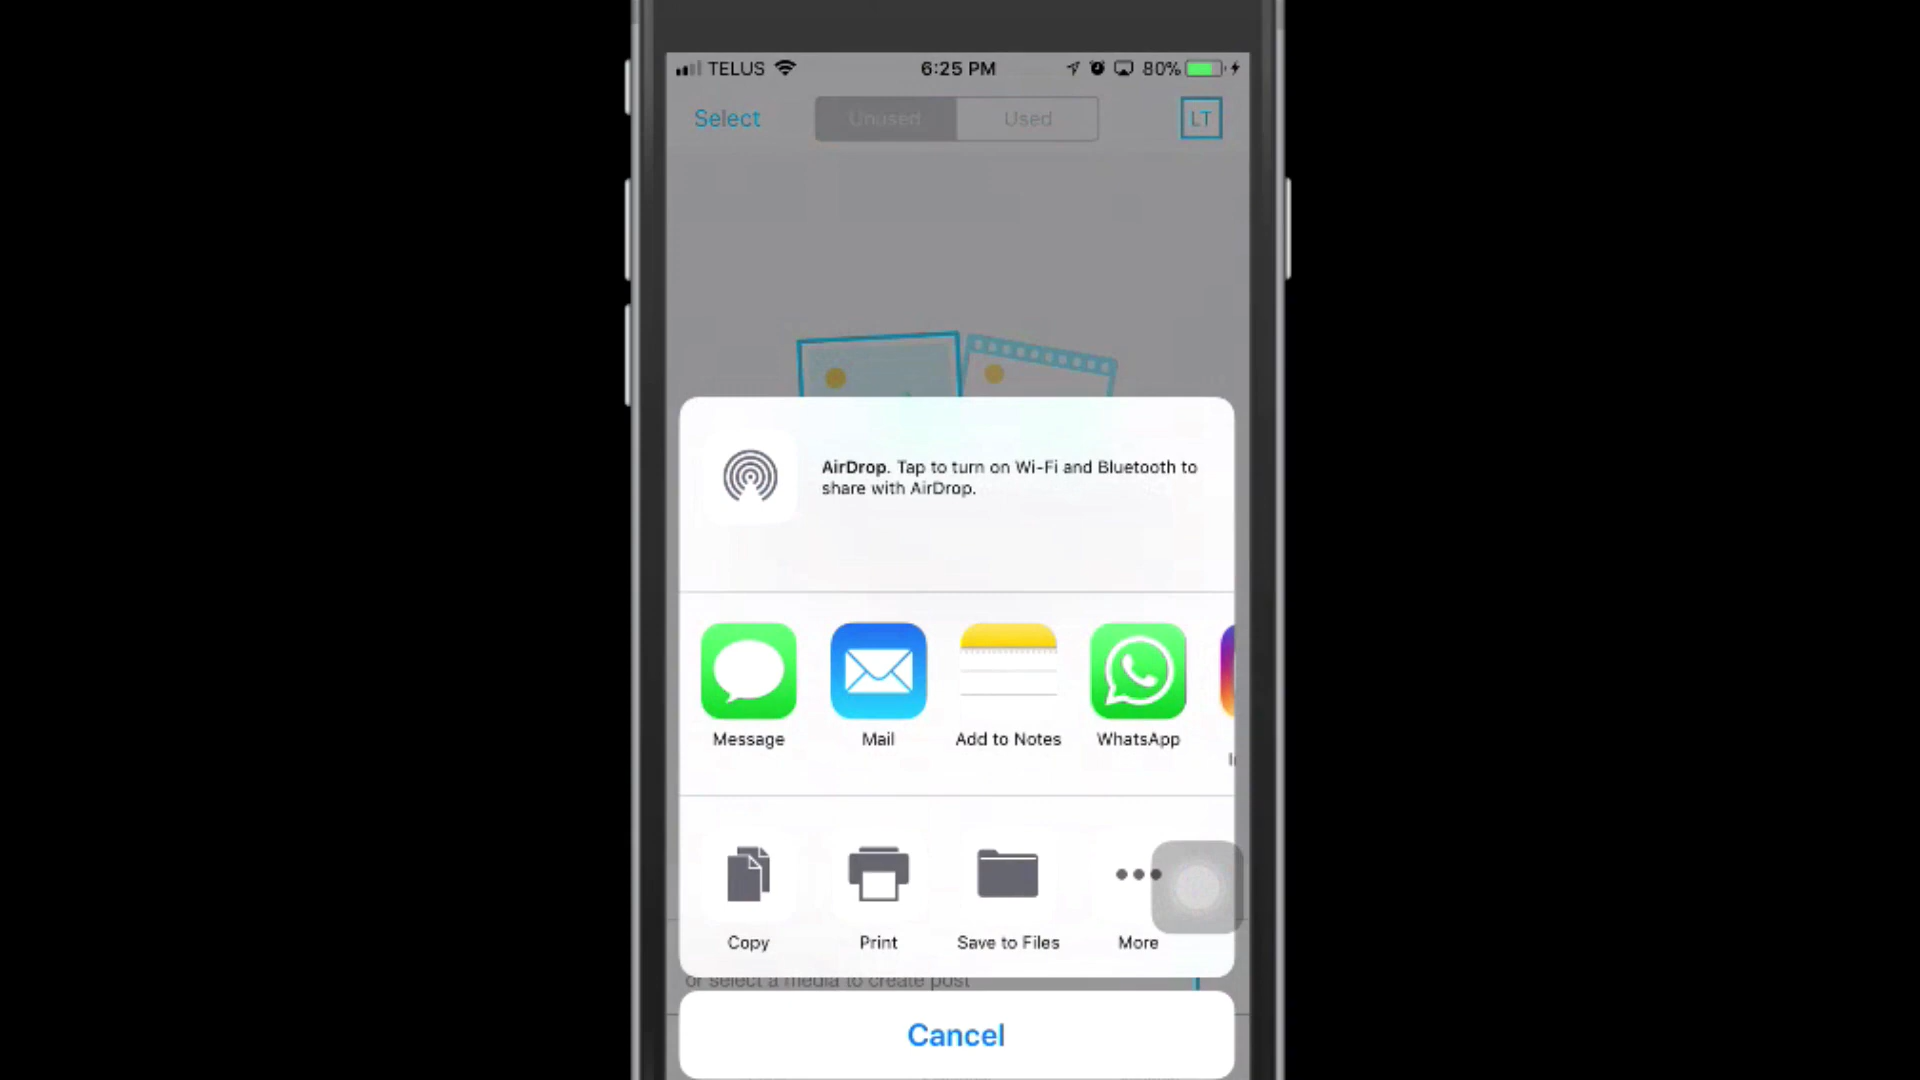 TELUS
6:25 PM
80%
Select
Unused
Used
LT
AirDrop. Tap to turn on Wi-Fi and Bluetooth to
share with AirDrop.
Message
Mail
Add to Notes
WhatsApp
Copy
Print
Save to Files
More
or select a media to create post
Cancel